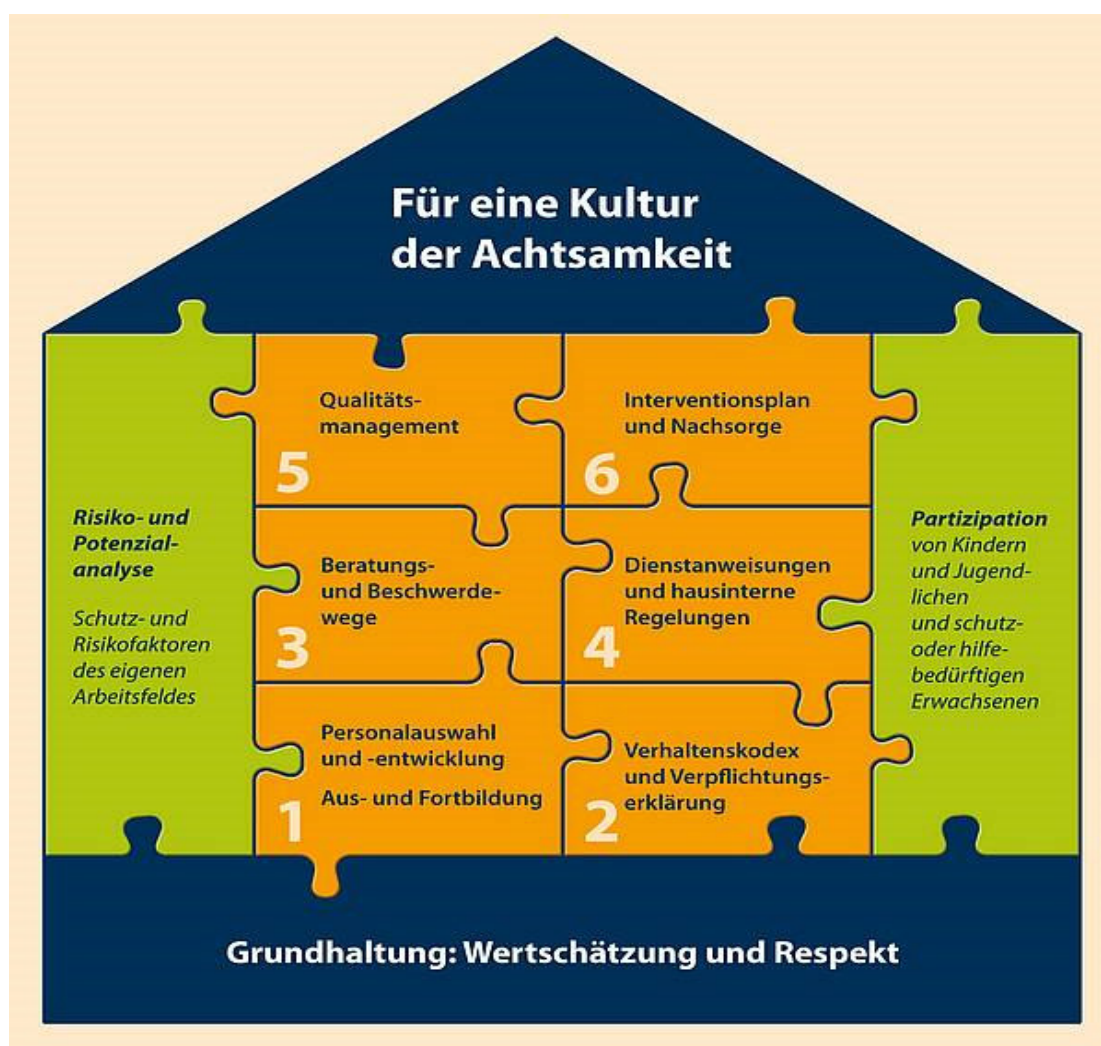 Für eine Kultur
der Achtsamkeit
Risiko- und
Potenzial-
analyse
Schutz- und
Risikofaktoren
des eigenen
Arbeitsfeldes
Qualitäts-
management
5
Interventionsplan
und Nachsorge
6
Beratungs-
und Beschwerde-
wege
3
Dienstanweisungen
und hausinterne
Regelungen
4
Personalauswahl
und -entwicklung
Aus- und Fortbildung
1
Verhaltenskodex
und Verpflichtungs-
erklärung
2
Partizipation
von Kindern
und Jugend-
lichen
und schutz-
oder hilfe-
bedürftigen
Erwachsenen
Grundhaltung: Wertschätzung und Respekt